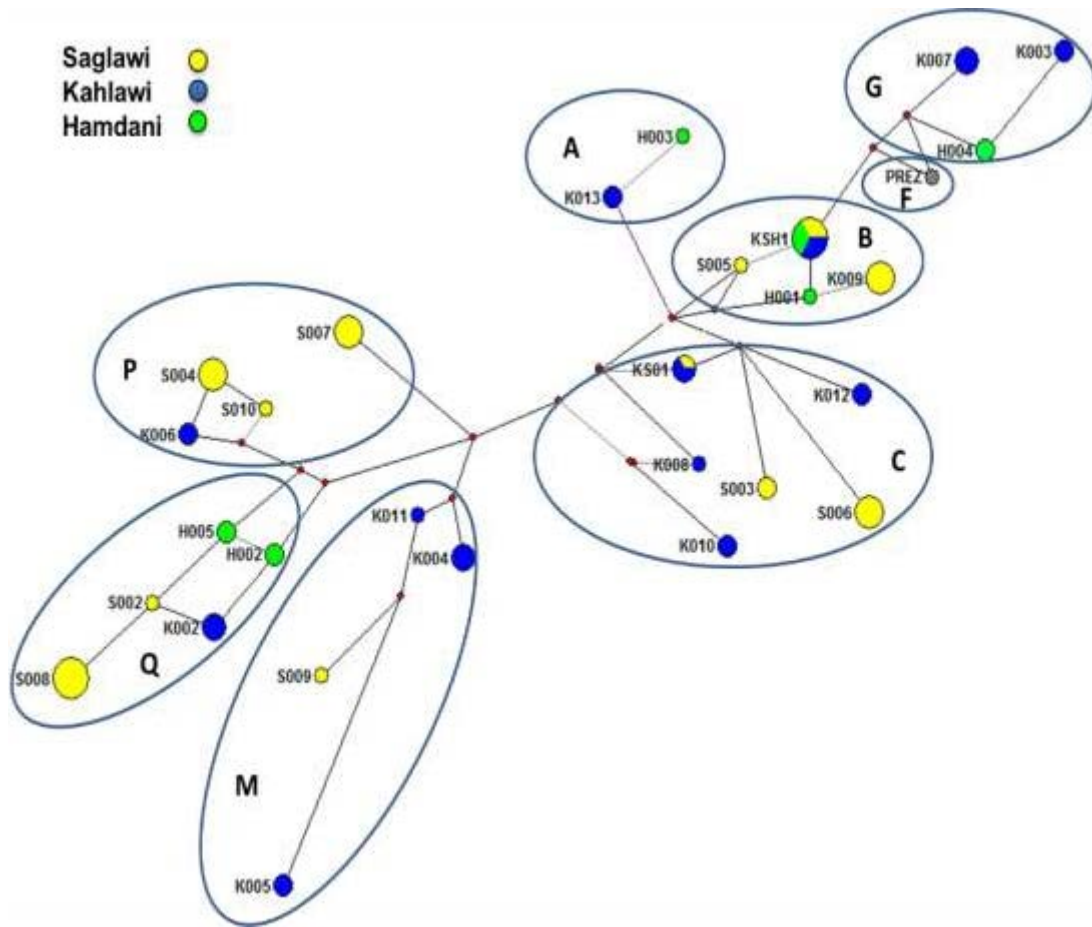 Saglawi
Kahlawi
Hamdani
K007
K003
G
H004
PREZ
F
A
H003
K013
KSH1
B
S005
K009
H001
S007
P
S004
S010
K006
KS01
K012
C
K008
S003
S006
K010
H005
H002
S002
K002
Q
S008
K011
K004
S009
M
K005